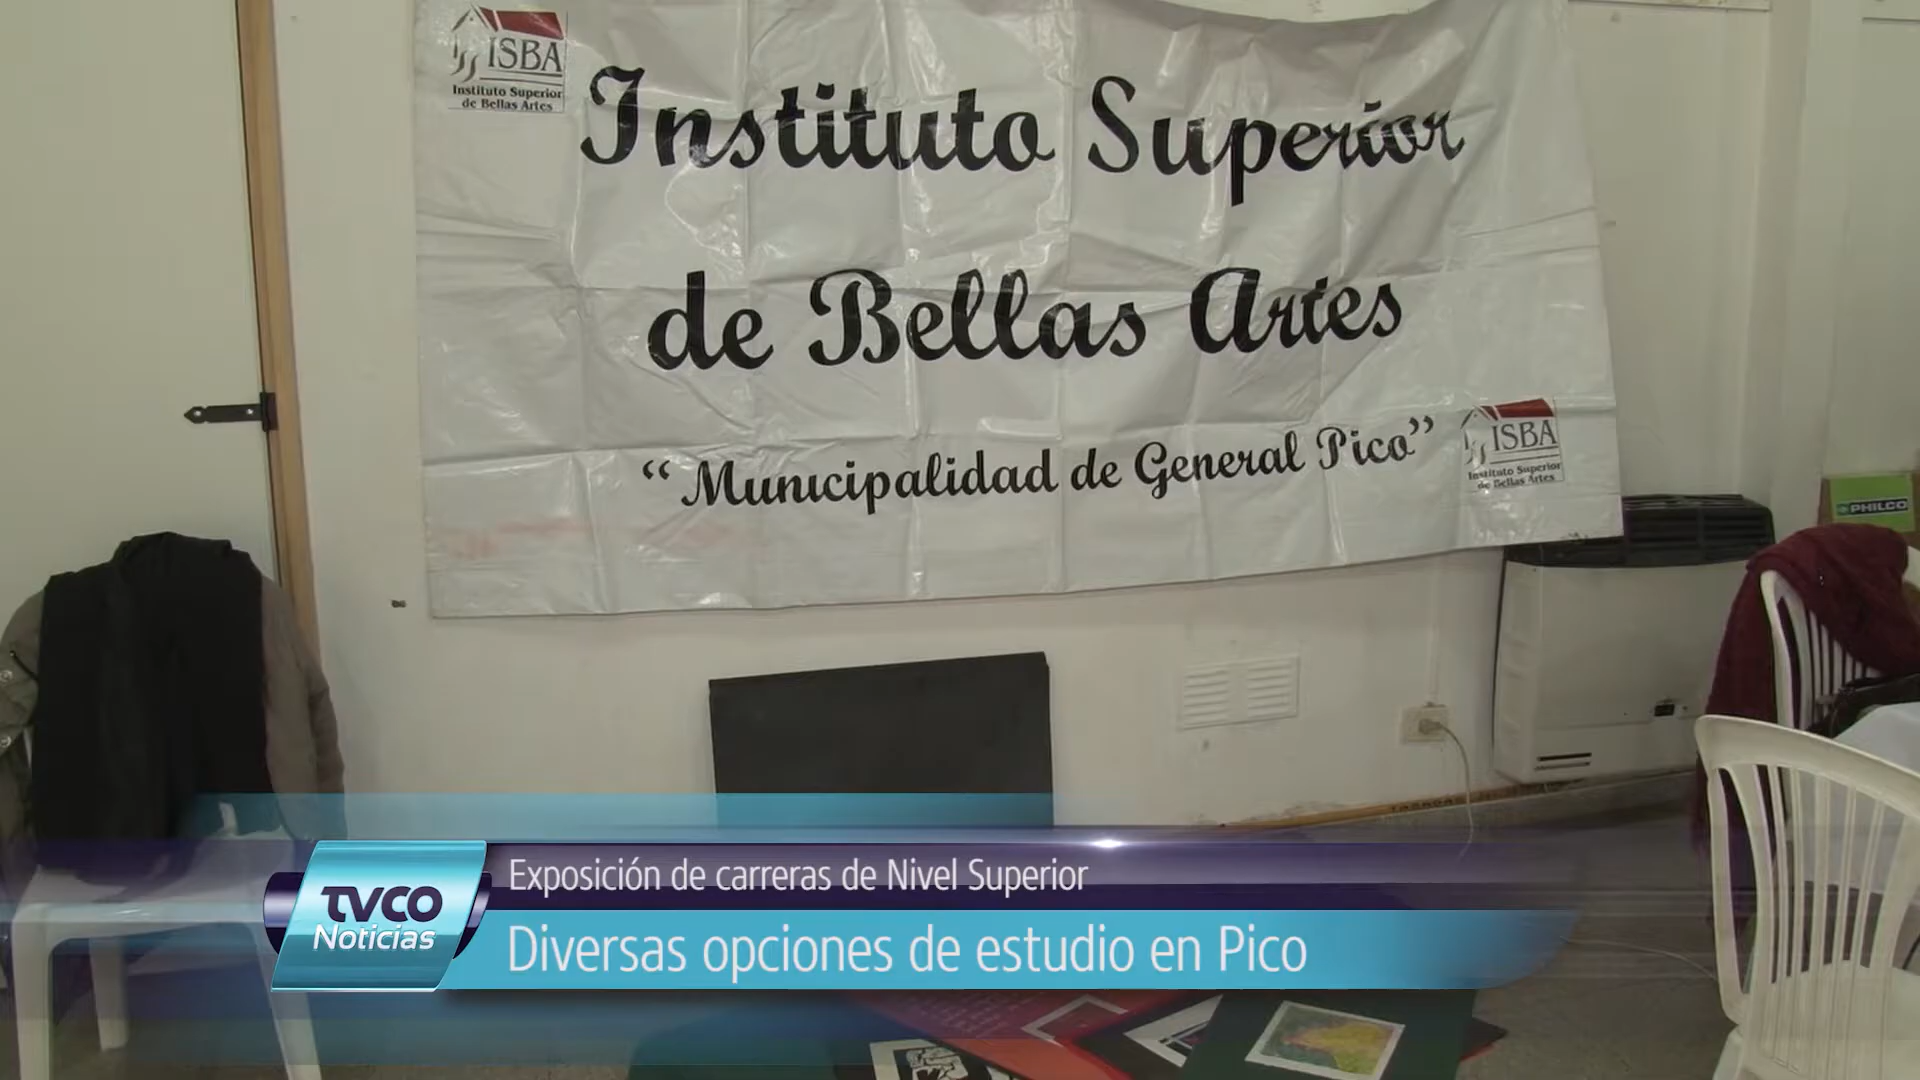 ISBA
Instituto Superior
de Bellas Artes
Instituto Superior
de Bellas Artes
“Municipalidad de General Pico”
ISBA
Instituto Superior
de Bellas Artes
PHILCO
Exposición de carreras de Nivel Superior
TVCO
Noticias
Diversas opciones de estudio en Pico